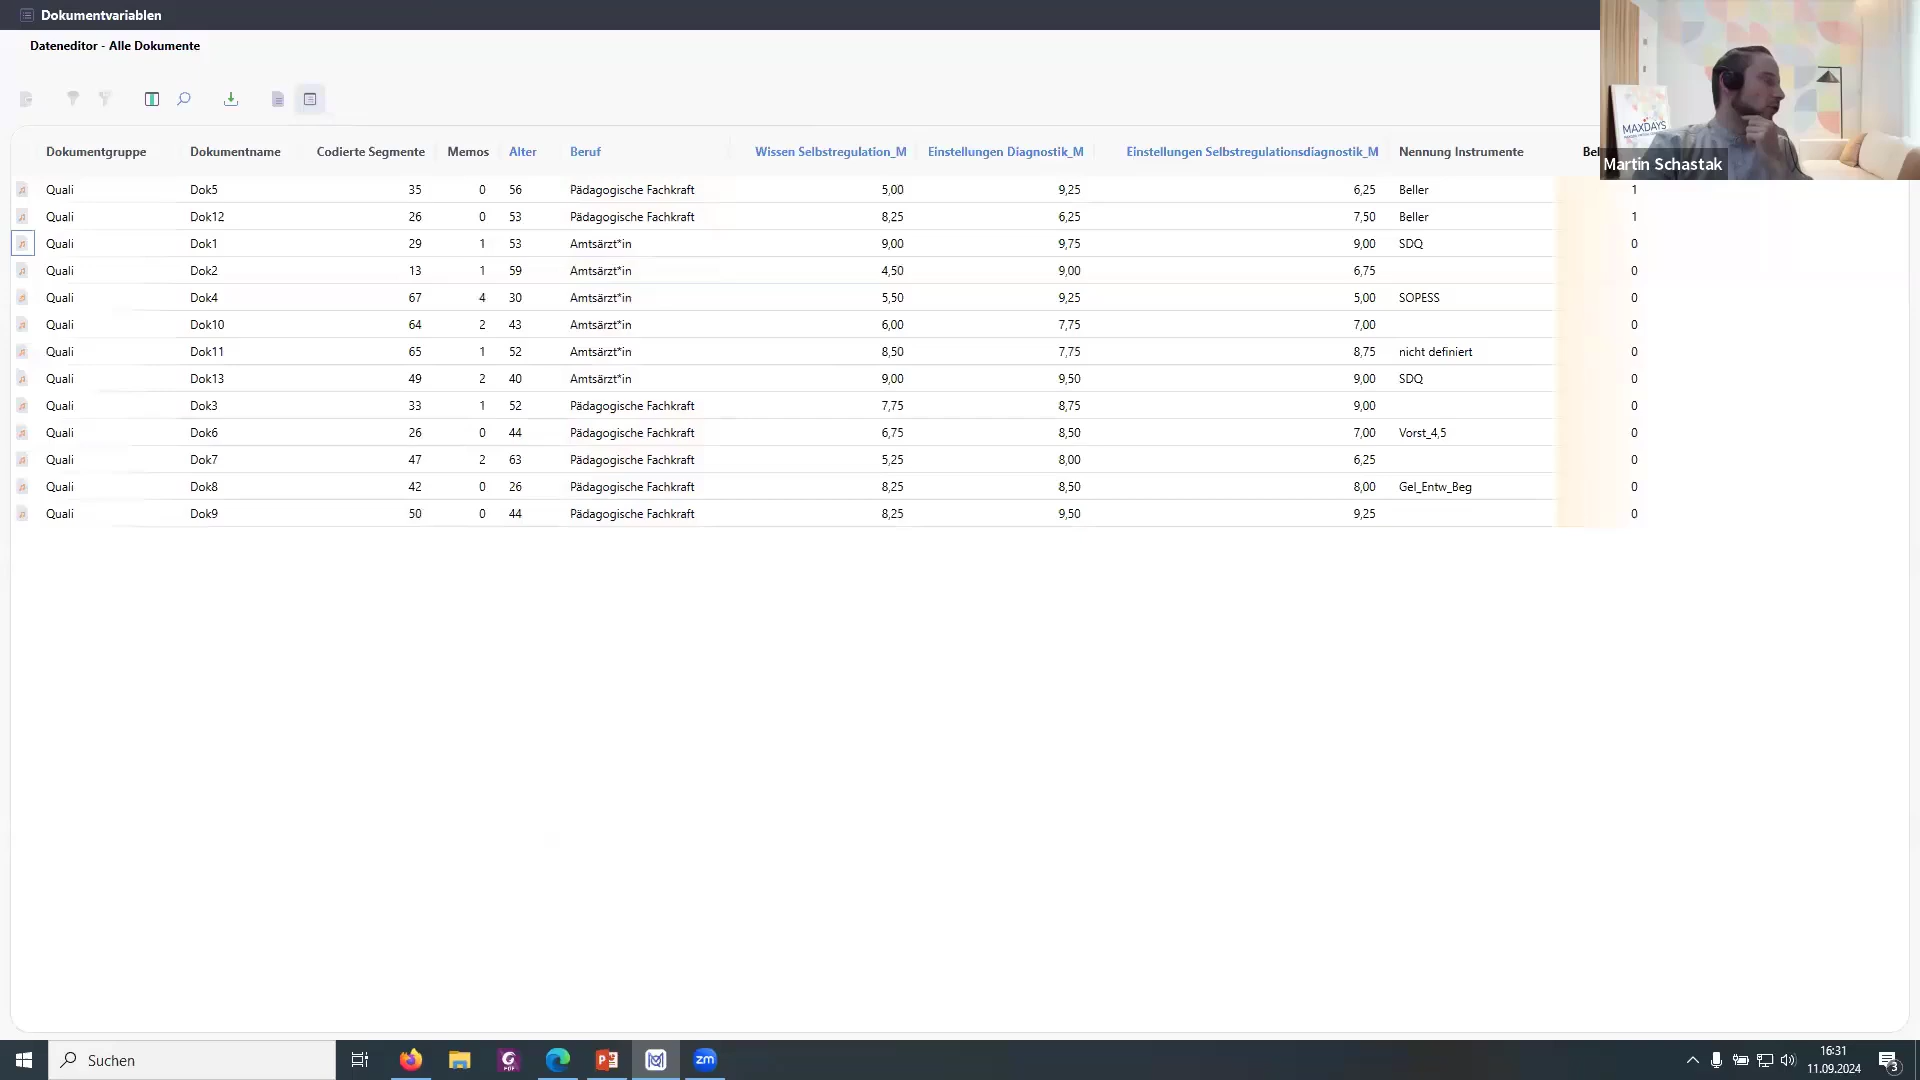 Dokumentvariablen
Dateneditor - Alle Dokumente
Dokumentgruppe Dokumentname Codierte Segmente Memos Alter Beruf Wissen Selbstregulation_M Einstellungen Diagnostik_M Einstellungen Selbstregulationsdiagnostik_M Nennung Instrumente
Quali Dok5 35 0 56 Pädagogische Fachkraft 5,00 9,25 6,25 Beller 1
Quali Dok12 26 0 53 Pädagogische Fachkraft 8,25 6,25 7,50 Beller 1
Quali Dok1 29 1 53 Amtsärzt*in 9,00 9,75 9,00 SDQ 0
Quali Dok2 13 1 59 Amtsärzt*in 4,50 9,00 6,75 0
Quali Dok4 67 4 30 Amtsärzt*in 5,50 9,25 5,00 SOPESS 0
Quali Dok10 64 2 43 Amtsärzt*in 6,00 7,75 7,00 0
Quali Dok11 65 1 52 Amtsärzt*in 8,50 7,75 8,75 nicht definiert 0
Quali Dok13 49 2 40 Amtsärzt*in 9,00 9,50 9,00 SDQ 0
Quali Dok3 33 1 52 Pädagogische Fachkraft 7,75 8,75 9,00 0
Quali Dok6 26 0 44 Pädagogische Fachkraft 6,75 8,50 7,00 Vorst_4,5 0
Quali Dok7 47 2 63 Pädagogische Fachkraft 5,25 8,00 6,25 0
Quali Dok8 42 0 26 Pädagogische Fachkraft 8,25 8,50 8,00 Gel_Entw_Beg 0
Quali Dok9 50 0 44 Pädagogische Fachkraft 8,25 9,50 9,25 0
MAXDAYS
Martin Schastak
Suchen
PDF
zm
16:31
11.09.2024
3